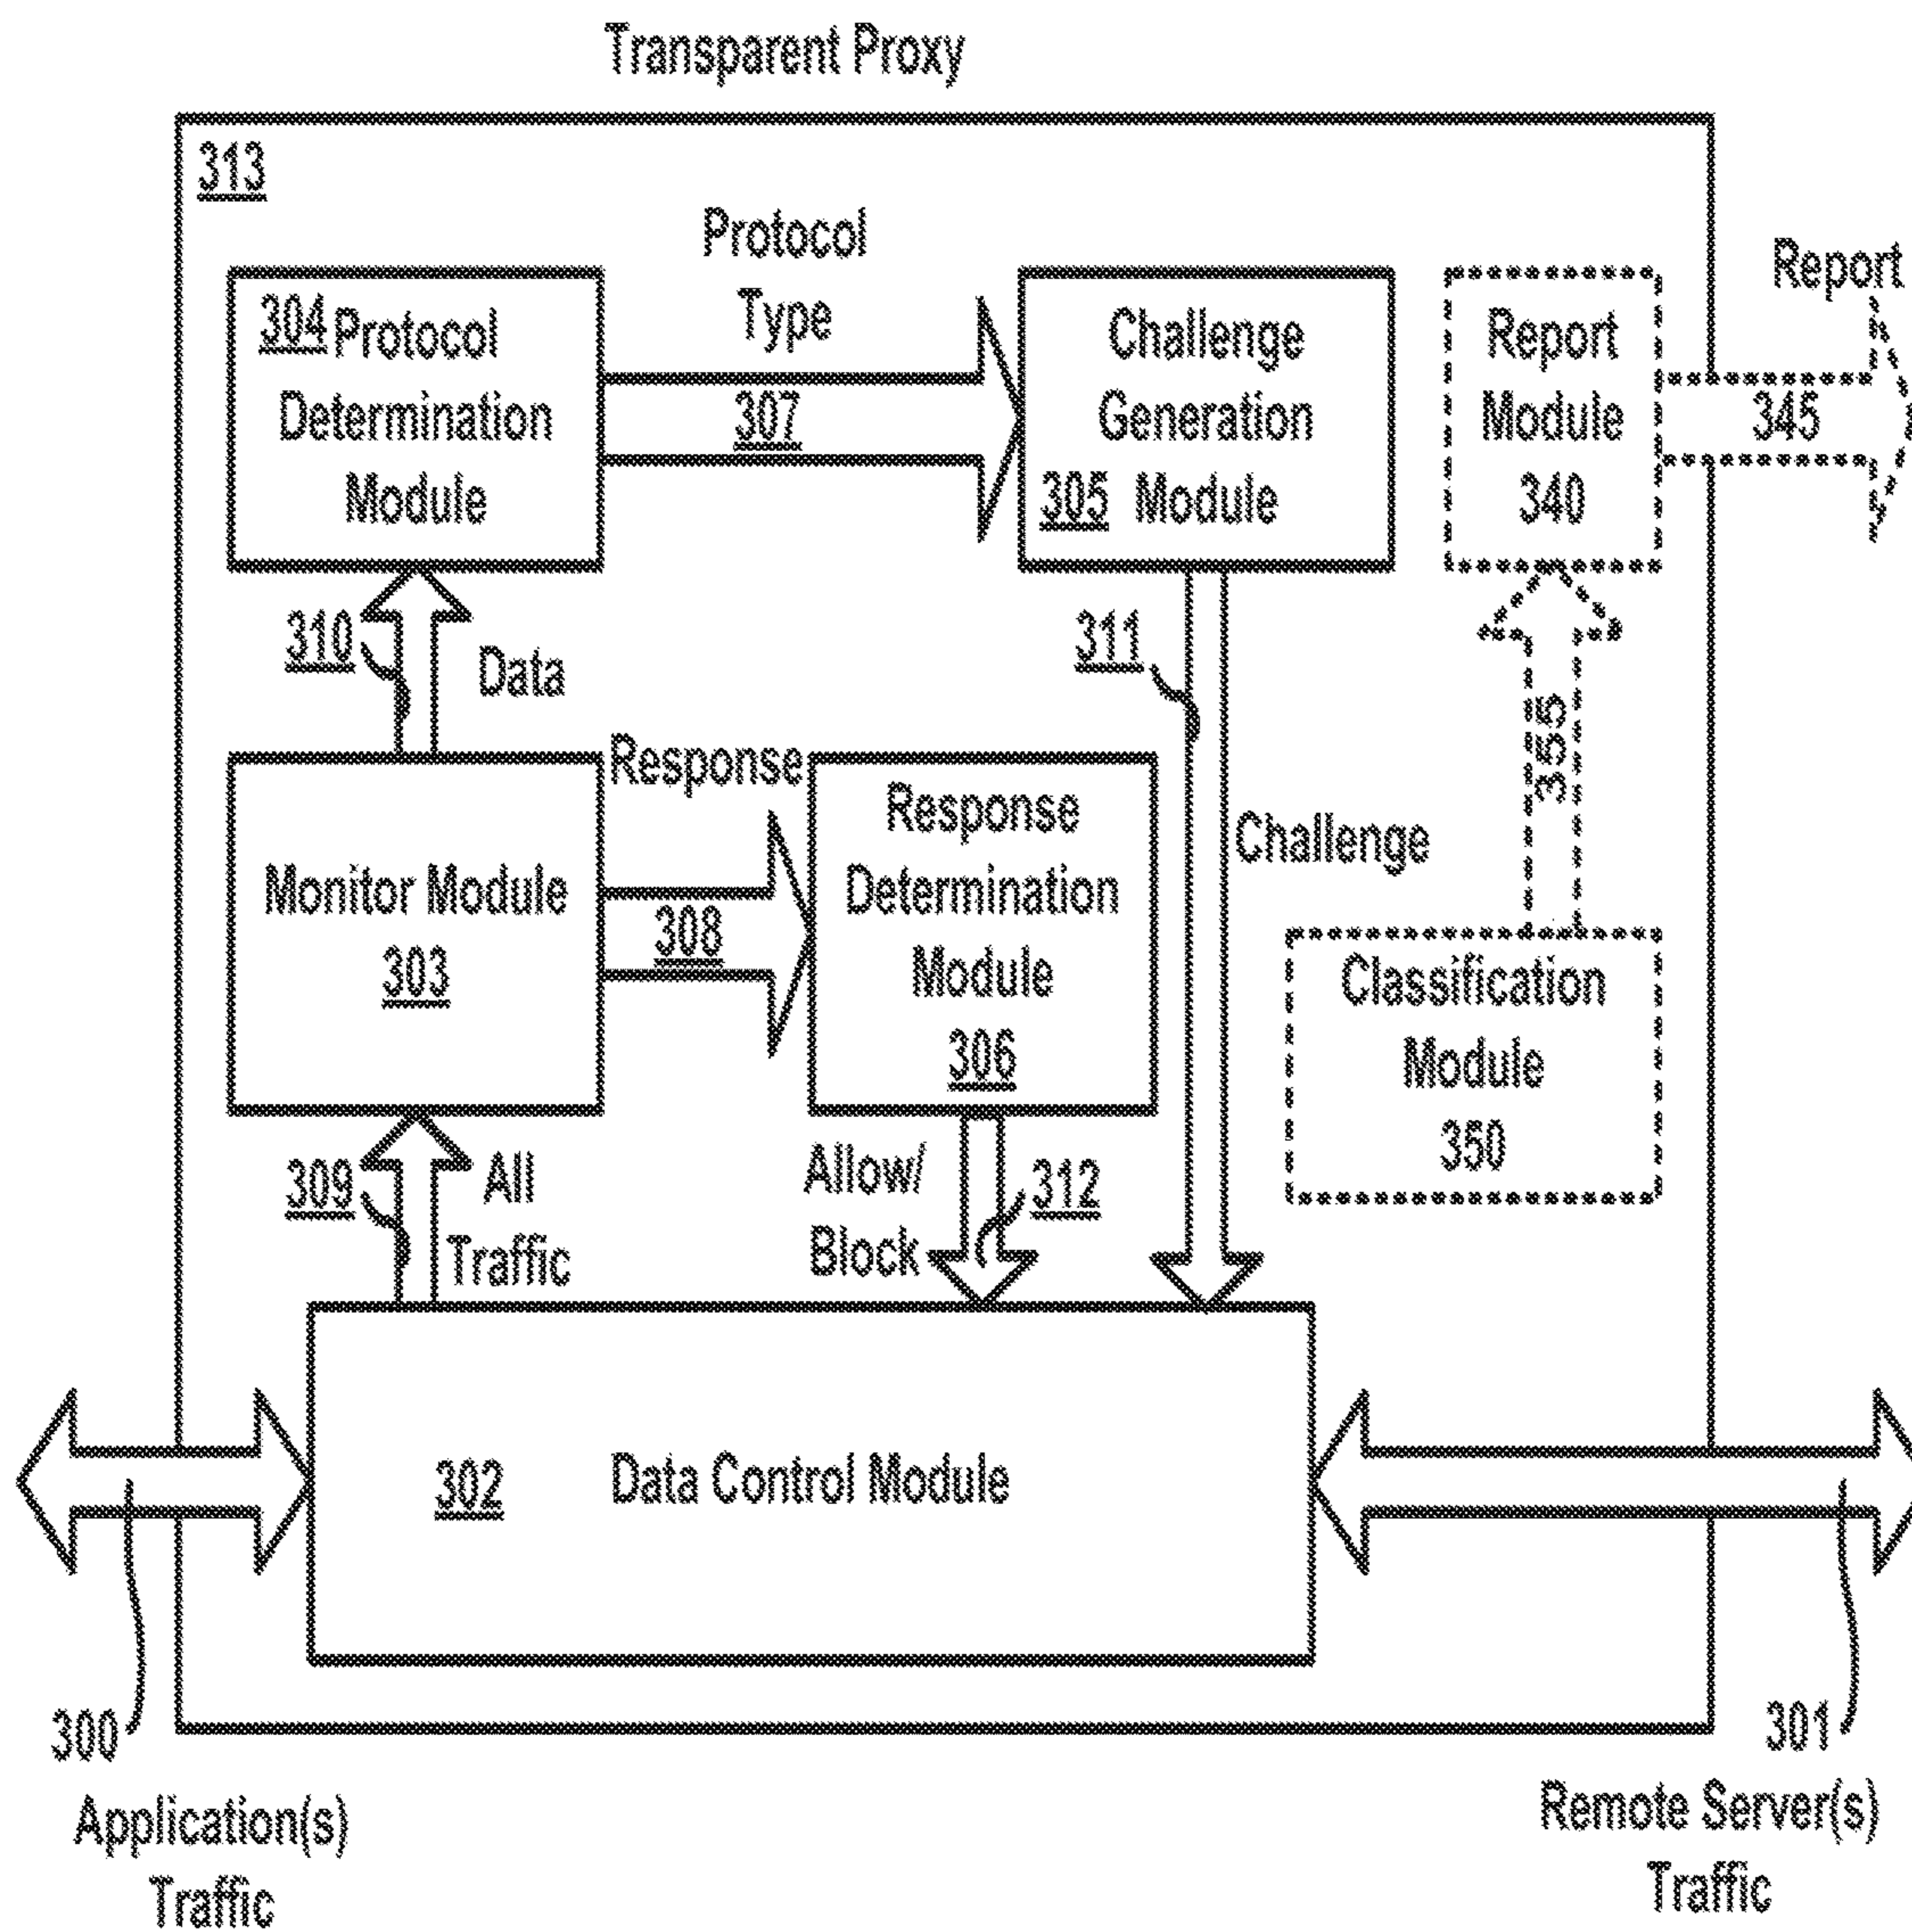 Transparent Proxy
313
Protocol
Type
Report
304 Protocol
Determination
Module
307
Challenge
Generation
305 Module
Report
Module
340
345
310
Data
311
Response
355
Monitor Module
303
308
Response
Determination
Module
306
Challenge
Classification
Module
350
309
All
Traffic
Allow/
Block
312
302 Data Control Module
300
Application(s)
Traffic
301
Remote Server(s)
Traffic